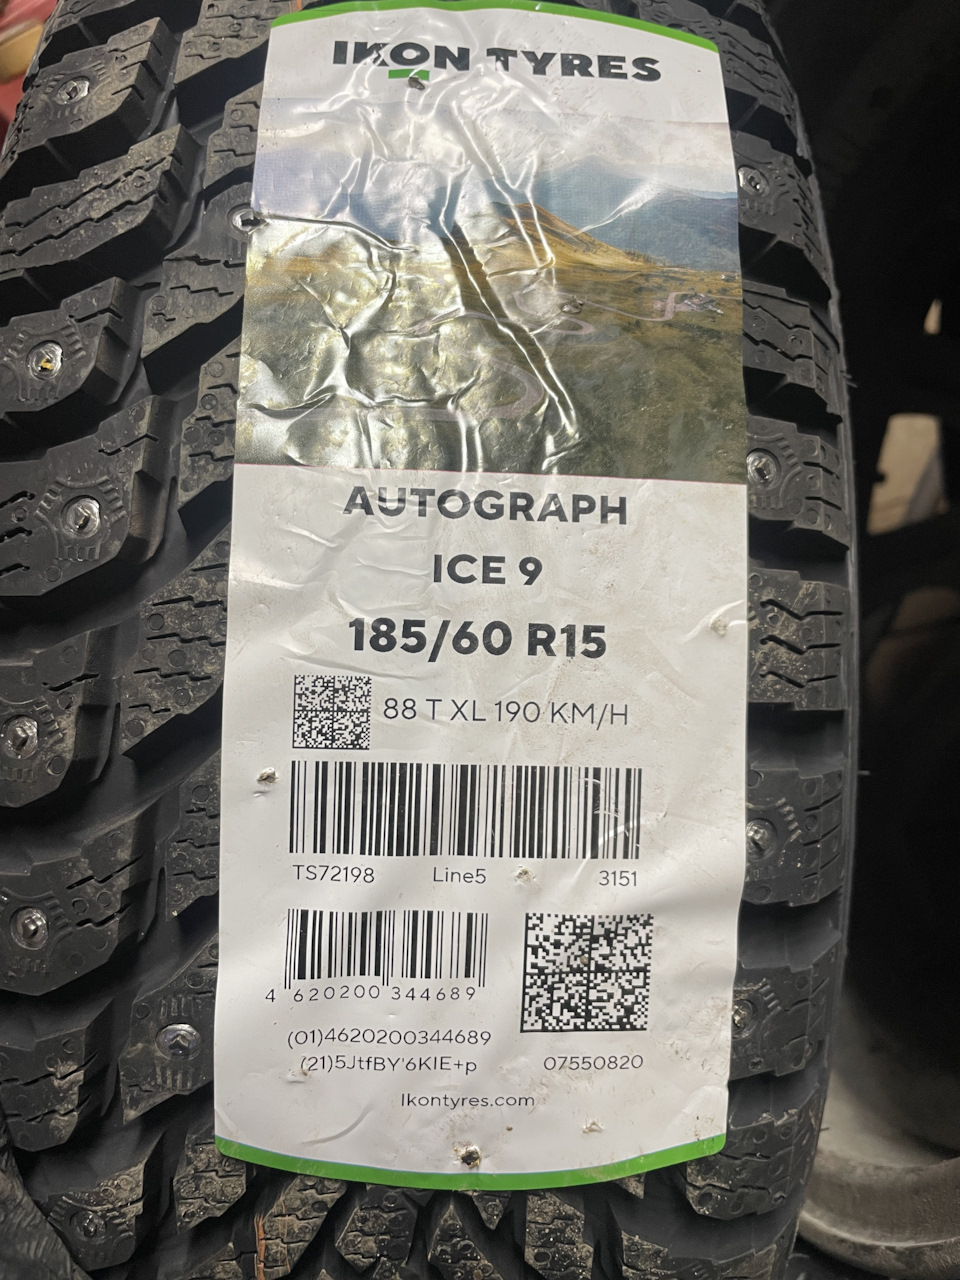 IKON TYRES
AUTOGRAPH
ICE 9
185/60 R15
88 T XL 190 KM/H
TS72198 Line5 3151
4 620200 344689
(01)4620200344689
(21)5JtfBY'6KIE+p
07550820
Ikontyres.com